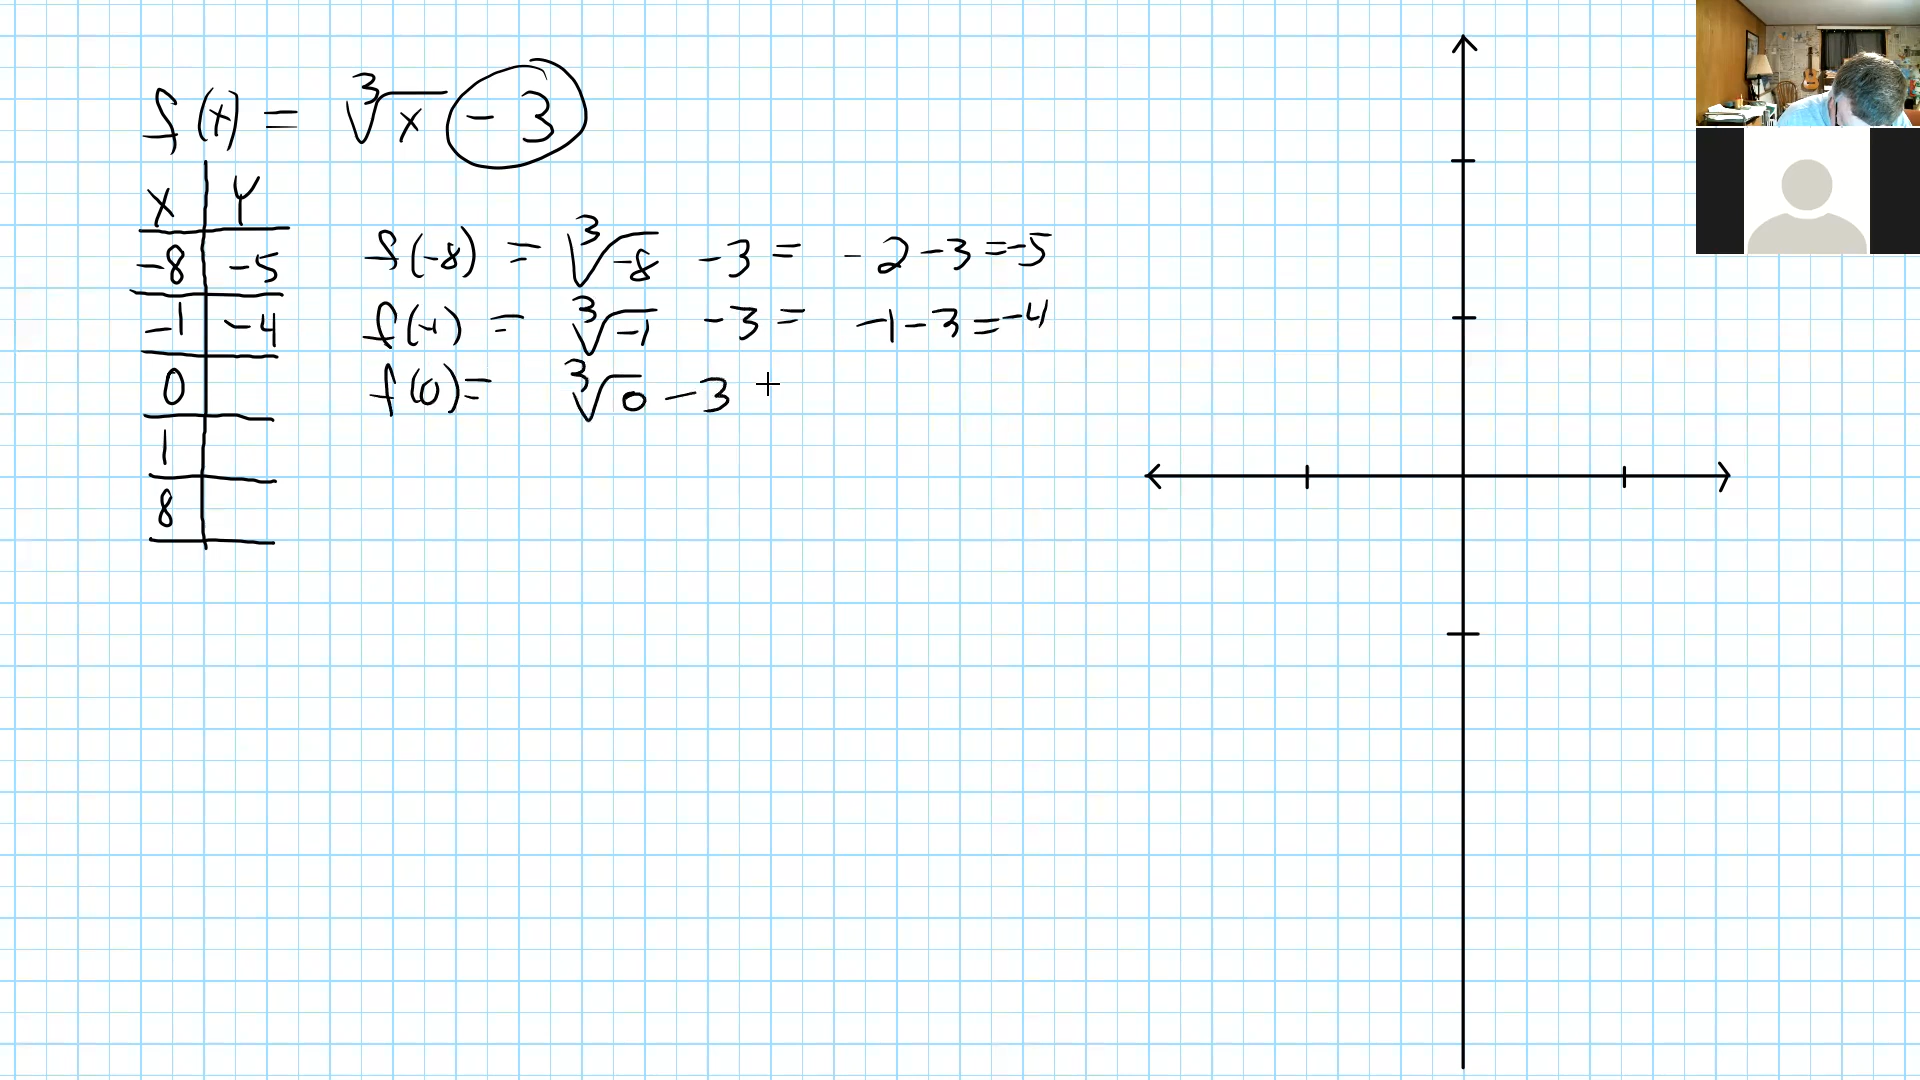 f(x) = ∛x - 3
X Y
-8 -5 f(-8) = ∛-8 -3 = -2-3=-5
-1 -4 f(-1) = ∛-1 -3 = -1-3=-4
0 f(0)= ∛0 -3
1
8